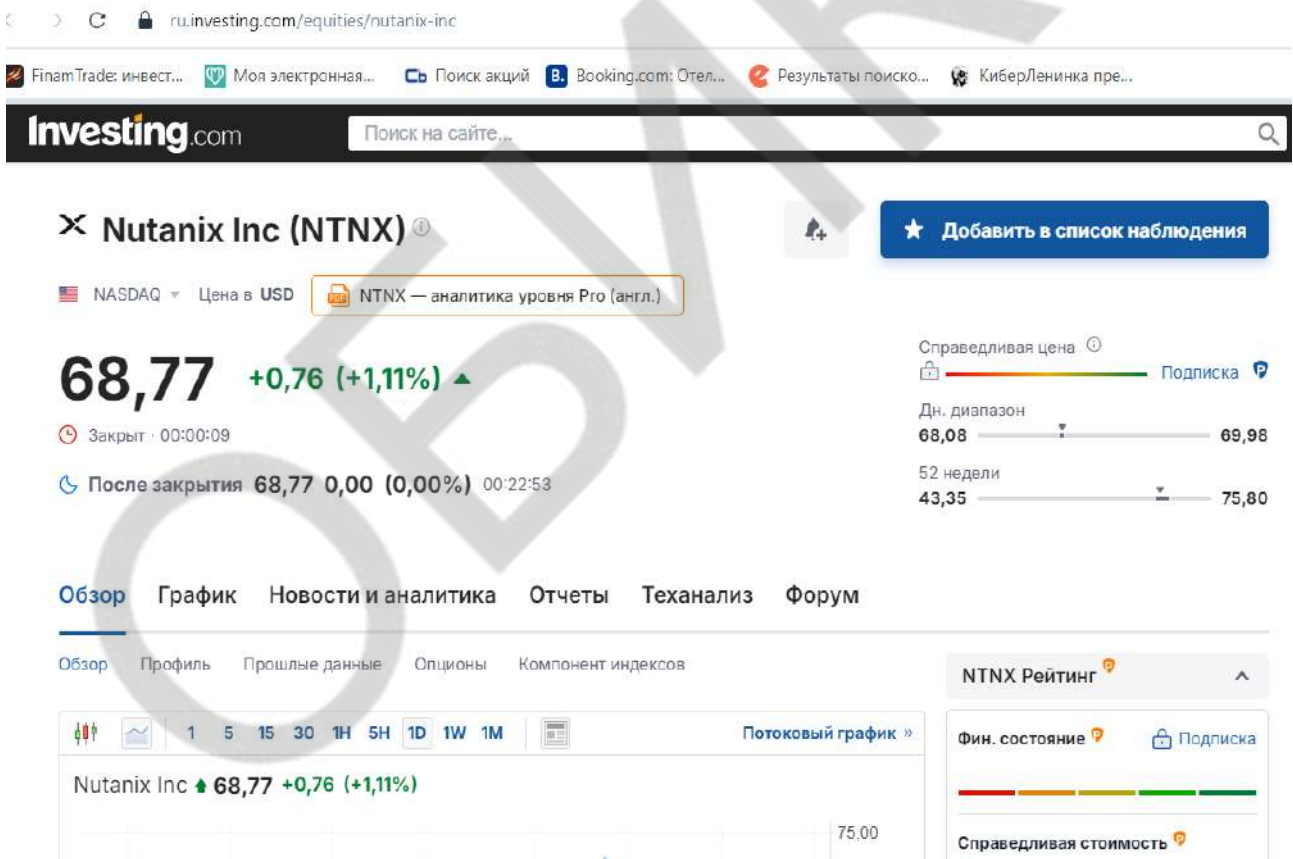 ru.investing.com/equities/nutanix-inc
FinamTrade: инвест... Моя электронная... Сь Поиск акций B. Booking.com: Отел... Результаты поиско... КиберЛенинка пре...
Investing.com Поиск на сайте...
Nutanix Inc (NTNX)
Добавить в список наблюдения
NASDAQ Цена в USD NTNX — аналитика уровня Pro (англ.)
68,77 +0,76 (+1,11%)
Справедливая цена
Подписка
Закрыт · 00:00:09
Дн. диапазон
68,08 69,98
После закрытия 68,77 0,00 (0,00%) 00:22:53
52 недели
43,35 75,80
Обзор График Новости и аналитика Отчеты Теханализ Форум
Обзор Профиль Прошлые данные Опционы Компонент индексов
NTNX Рейтинг
1 5 15 30 1H 5H 1D 1W 1M Потоковый график »
Фин. состояние Подписка
Nutanix Inc 68,77 +0,76 (+1,11%)
75,00
Справедливая стоимость